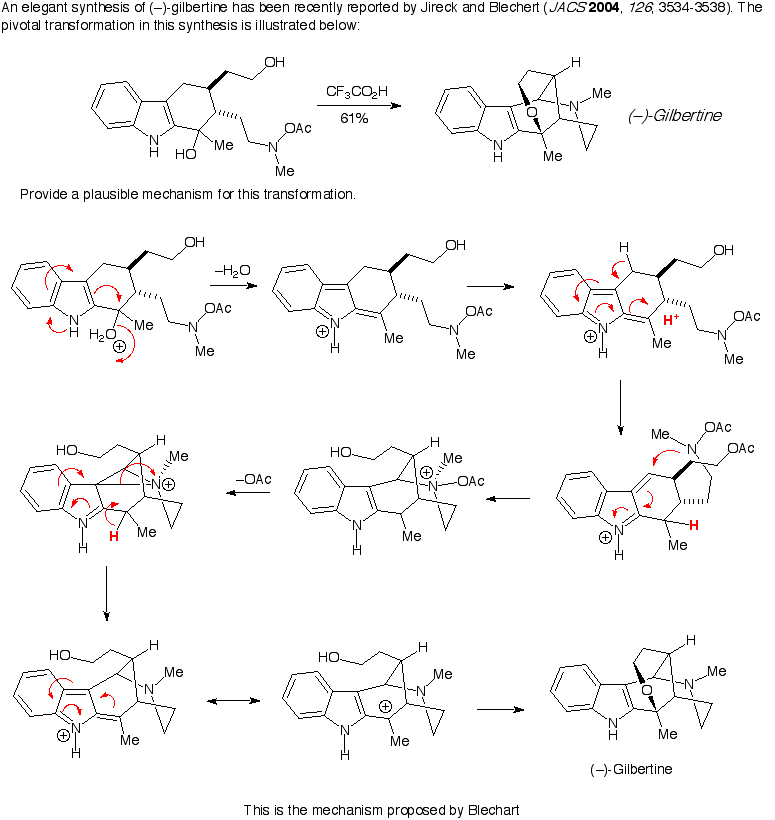 An elegant synthesis of (–)-gilbertine has been recently reported by Jireck and Blechert (JACS 2004, 126, 3534-3538). The
pivotal transformation in this synthesis is illustrated below:
OH
N
H
HO
Me
N
OAc
Me
CF₃CO₂H
61%
H
N
Me
O
N
H
Me
(–)-Gilbertine
Provide a plausible mechanism for this transformation.
OH
N
H
H₂O
+
Me
N
OAc
Me
–H₂O
OH
N
+
H
Me
N
OAc
Me
H
OH
N
+
H
Me
H⁺
N
OAc
Me
HO
H
N
Me
+
N
H
H
Me
–OAc
HO
H
Me
+
N
OAc
N
H
Me
OAc
Me
N
OAc
N
+
H
Me
H
HO
H
Me
N
N
+
H
Me
HO
H
Me
N
+
N
H
Me
H
Me
N
O
N
H
Me
(–)-Gilbertine
This is the mechanism proposed by Blechart